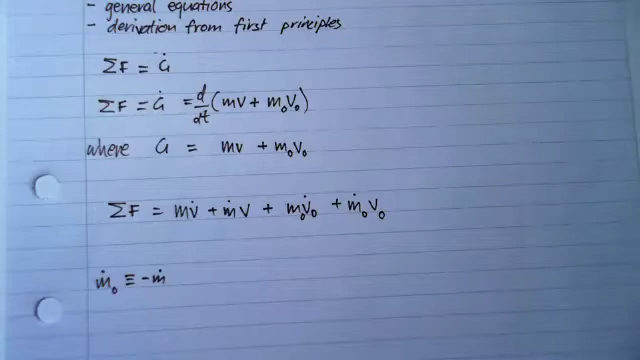 - general equations
- derivation from first principles
ΣF = Ġ
ΣF = Ġ = d/dt (mv + m₀v₀)
where G = mv + m₀v₀
ΣF = mv̇ + ṁv + m₀v̇₀ + ṁ₀v₀
ṁ₀ ≡ -ṁ